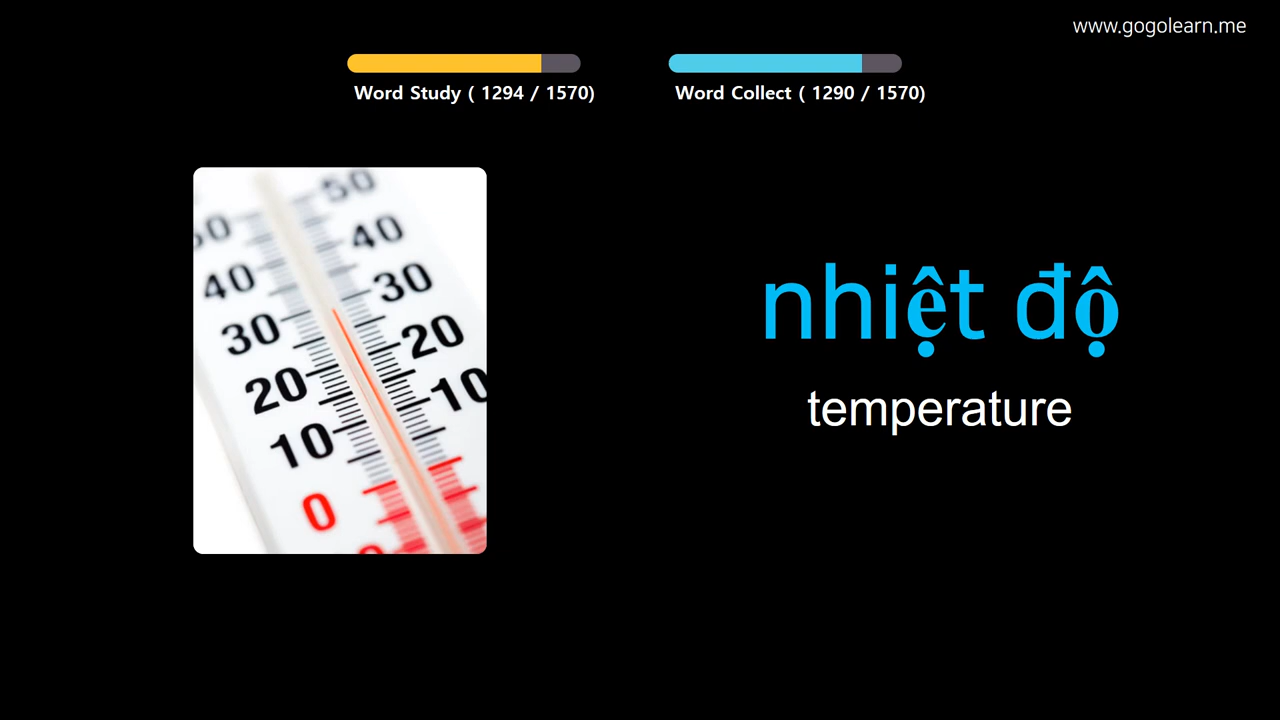 www.gogolearn.me
Word Study ( 1294 / 1570)
Word Collect ( 1290 / 1570)
50
50
40
40
30
30
20
20
10
10
0
nhiệt độ
temperature